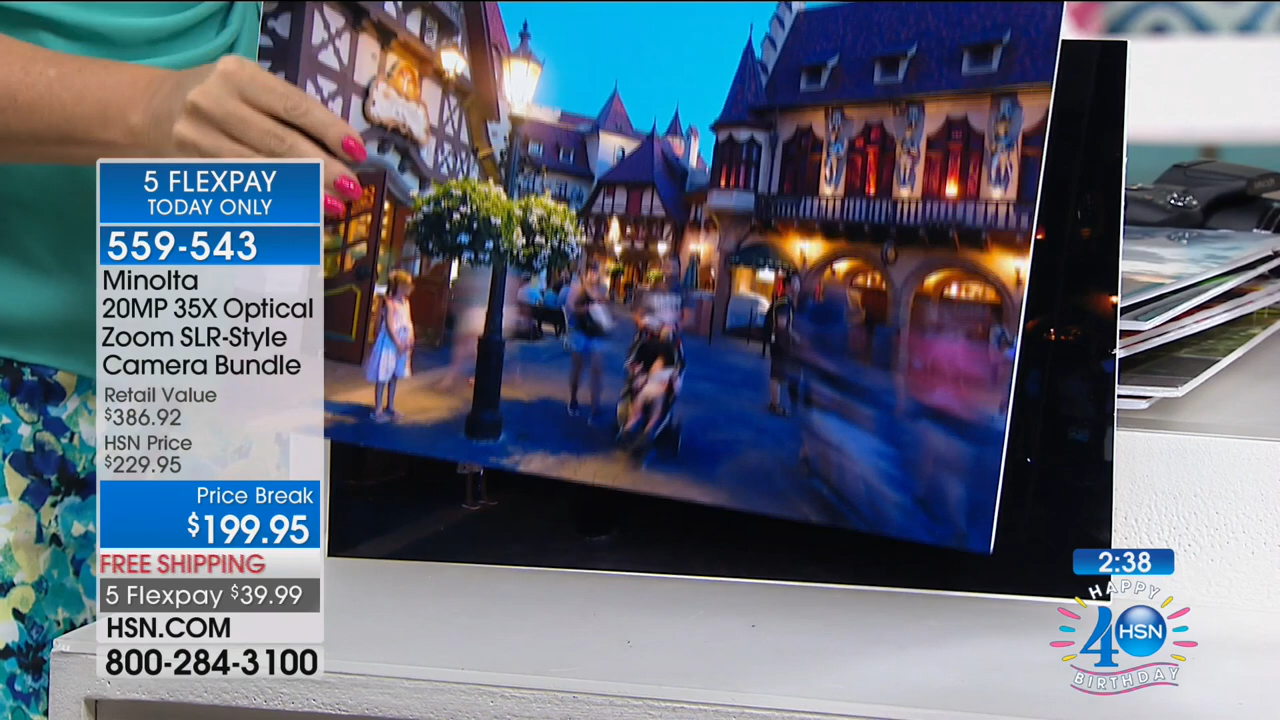 5 FLEXPAY
TODAY ONLY
559-543
Minolta
20MP 35X Optical
Zoom SLR-Style
Camera Bundle
Retail Value
$386.92
HSN Price
$229.95
Price Break
$199.95
FREE SHIPPING
5 Flexpay $39.99
HSN.COM
800-284-3100
2:38
HAPPY
40 HSN
BIRTHDAY